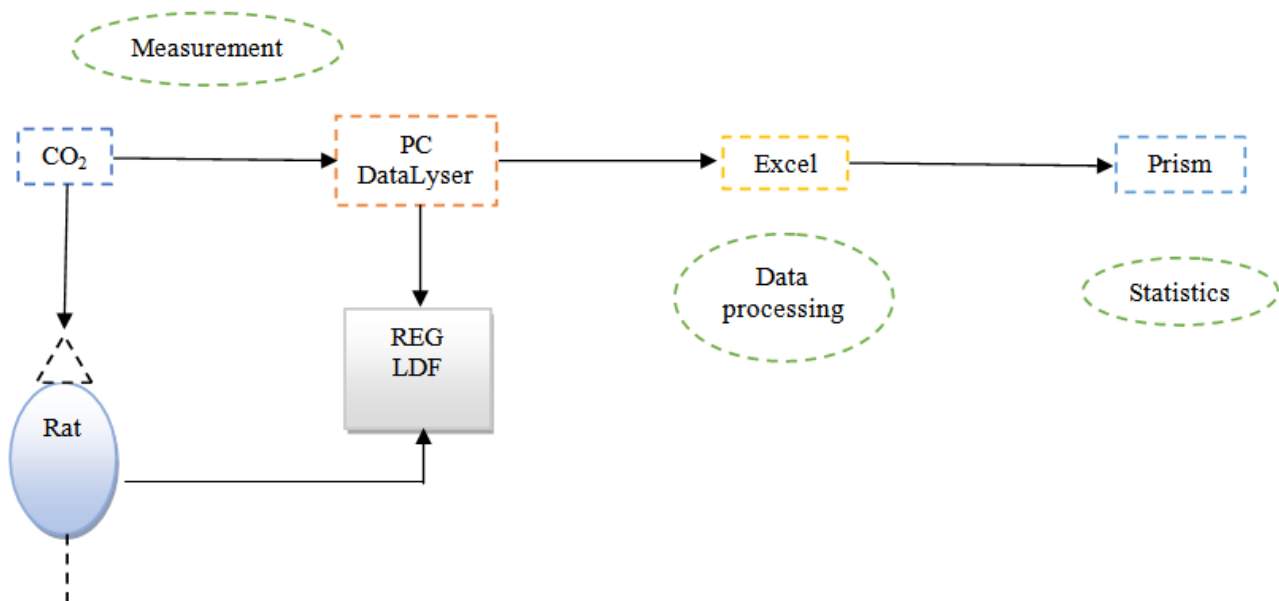 Measurement
CO₂
PC
DataLyser
Excel
Prism
Data
processing
Statistics
REG
LDF
Rat